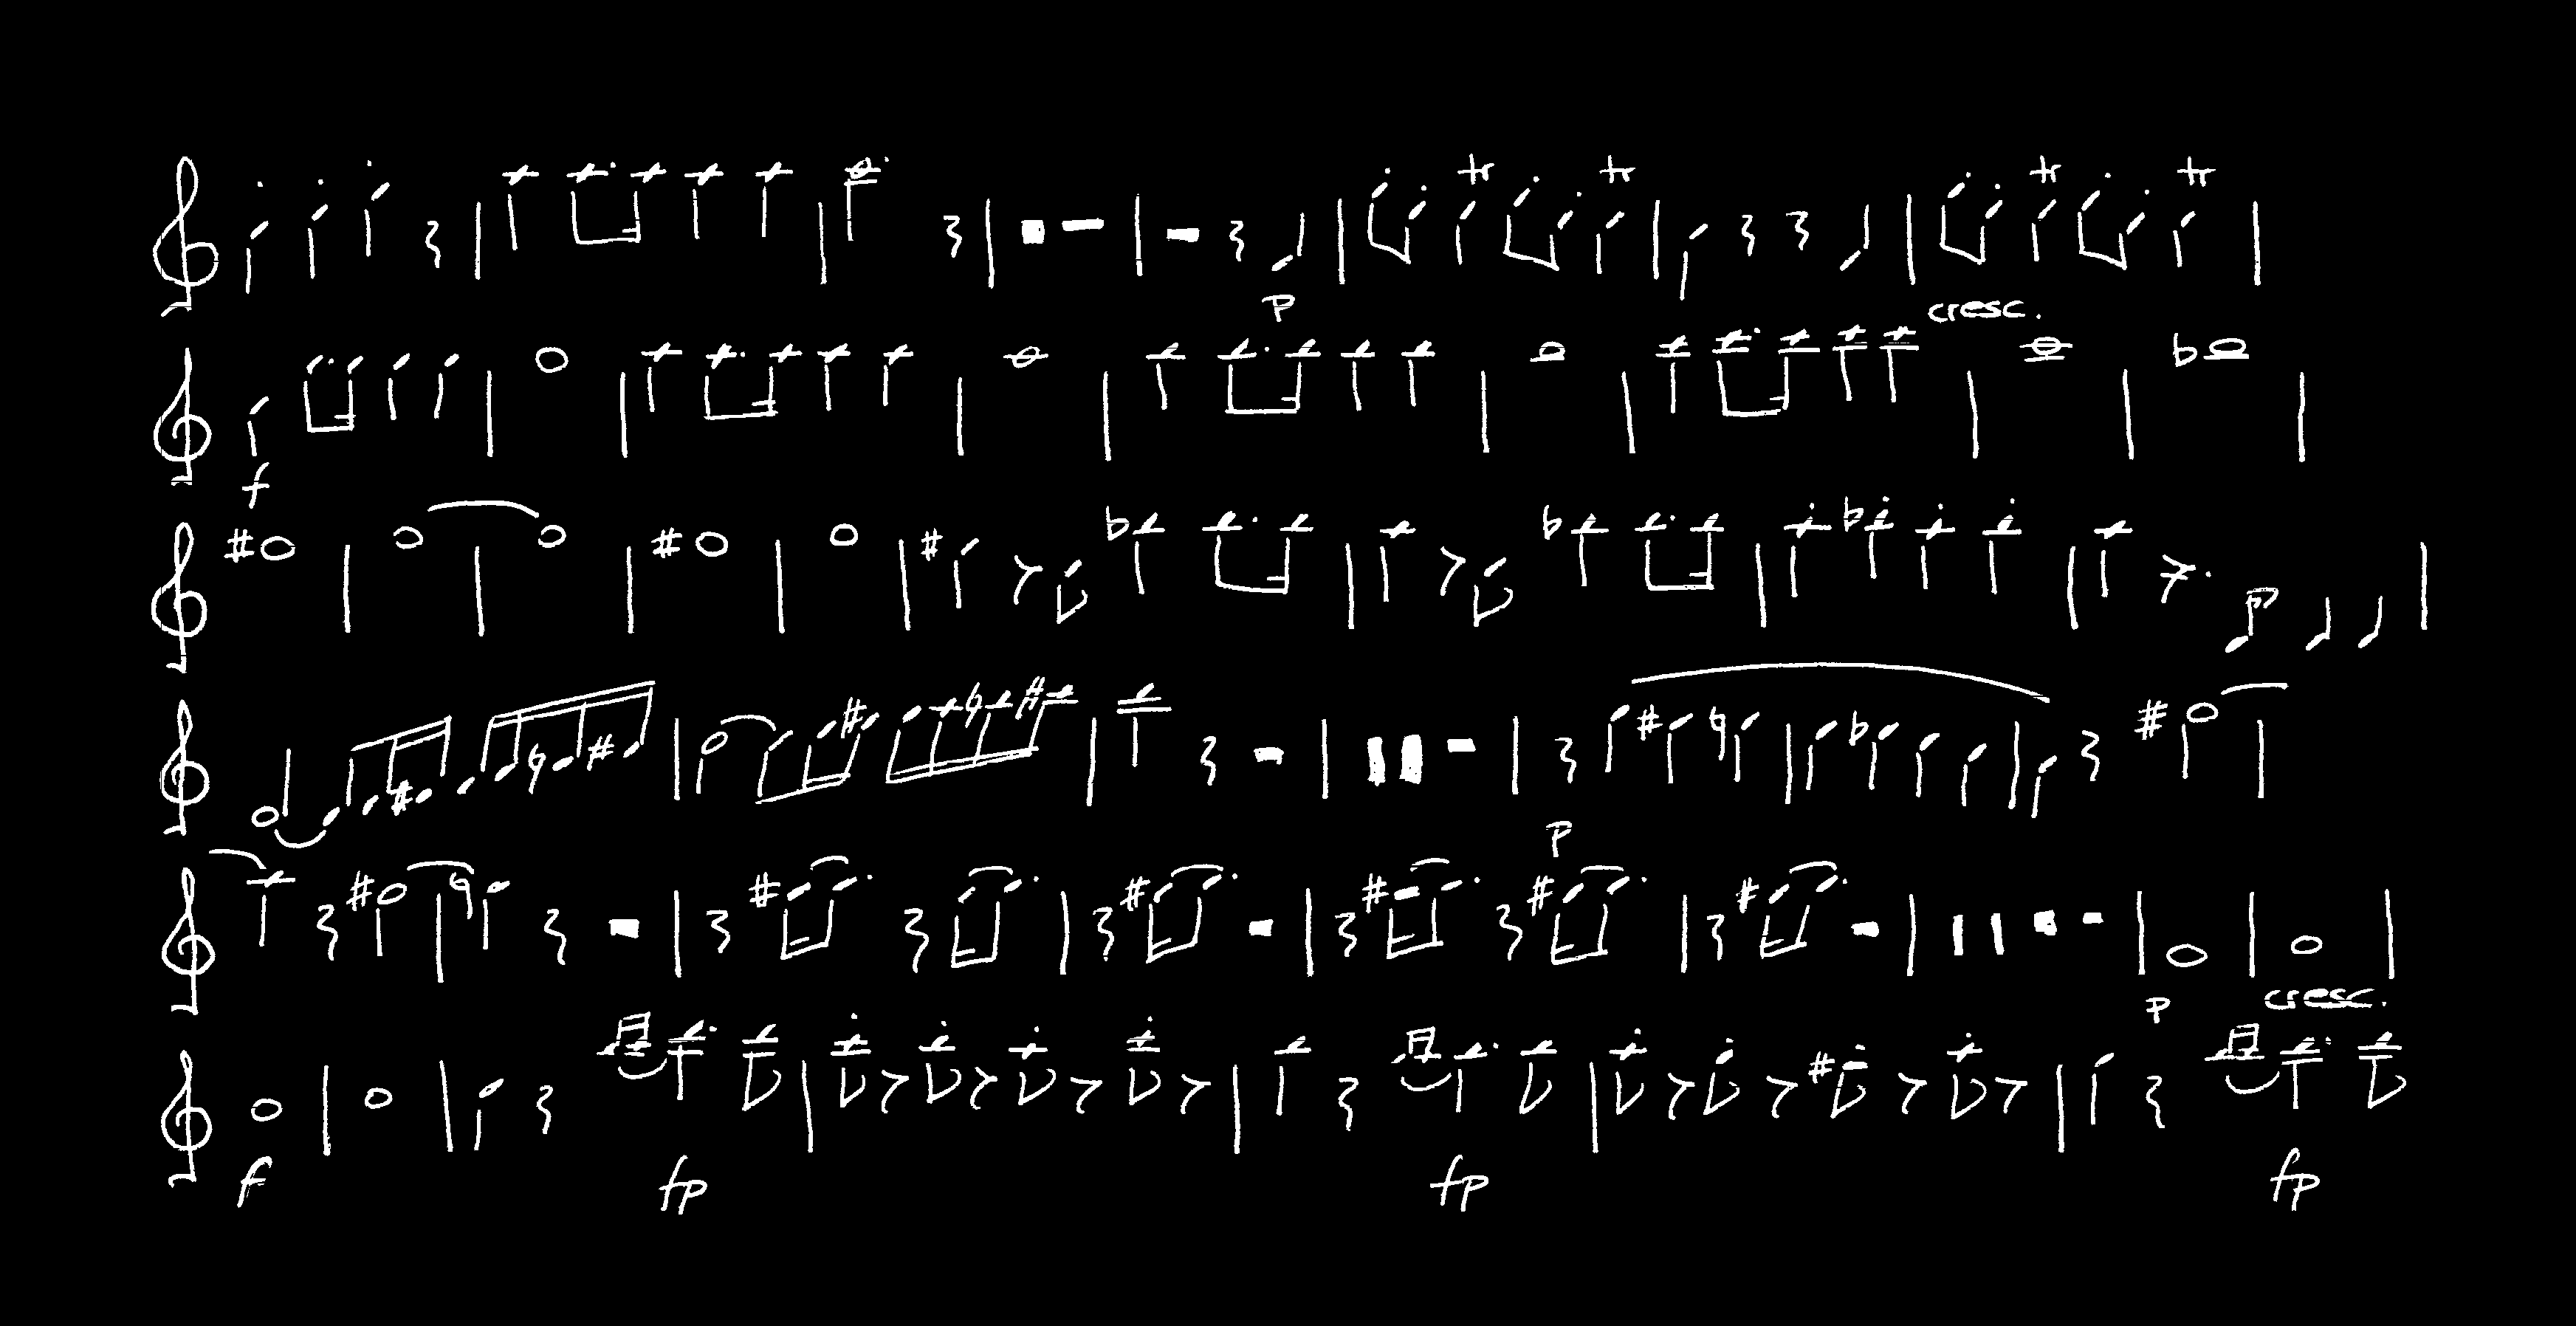 tr tr tr tr
p
cresc.
f
p
p
p cresc.
f fp fp fp